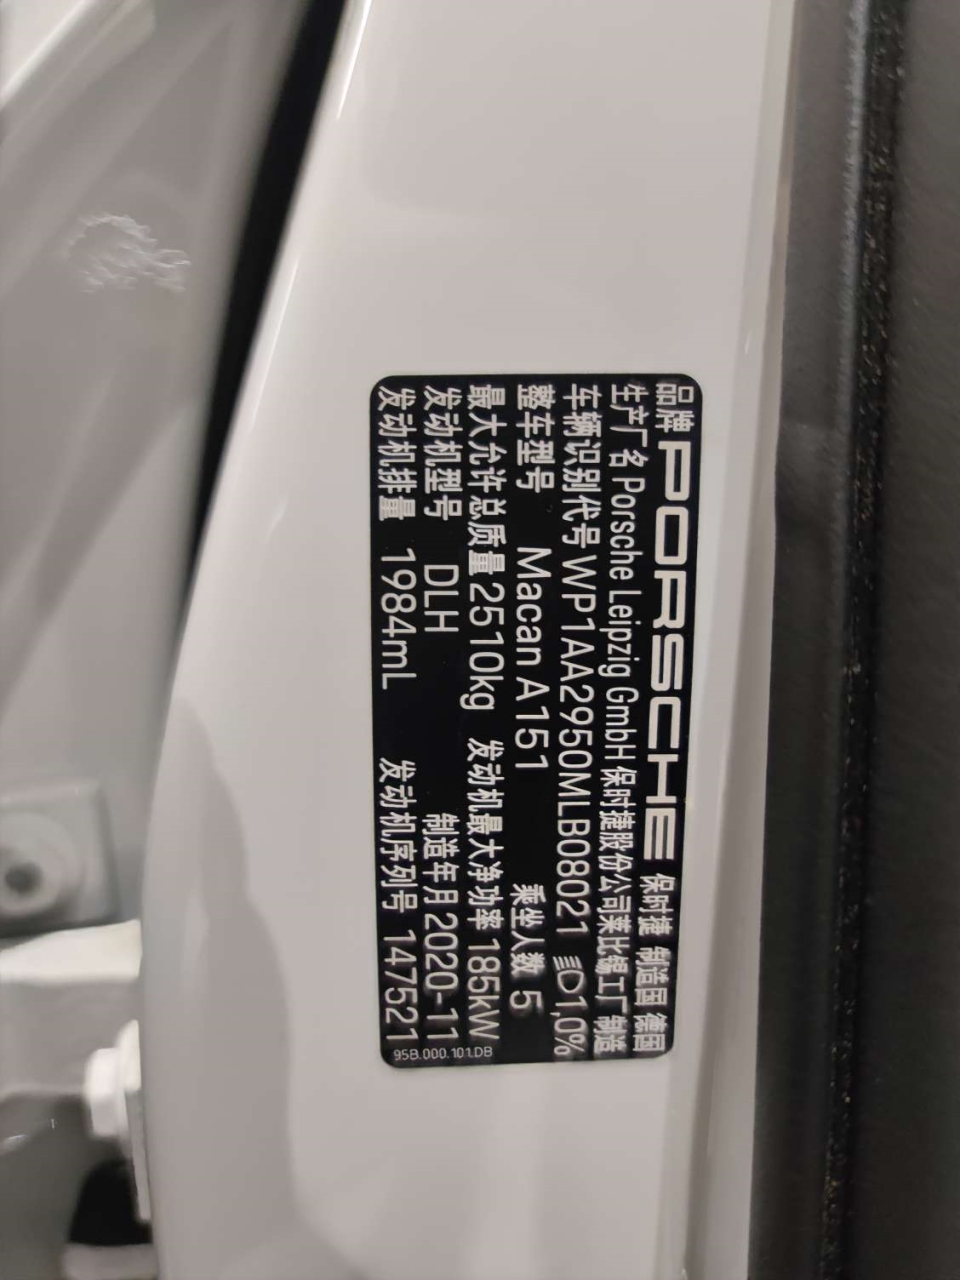 品牌 PORSCHE 保时捷 制造国 德国
生产厂名 Porsche Leipzig GmbH 保时捷股份公司莱比锡工厂 制造
车辆识别代号 WP1AA2950MLB08021 1,0%
整车型号 Macan A151 乘坐人数 5
最大允许总质量 2510kg 发动机最大净功率 185kW
发动机型号 DLH 制造年月 2020-11
发动机排量 1984mL 发动机序列号 147521
95B.000.101.DB